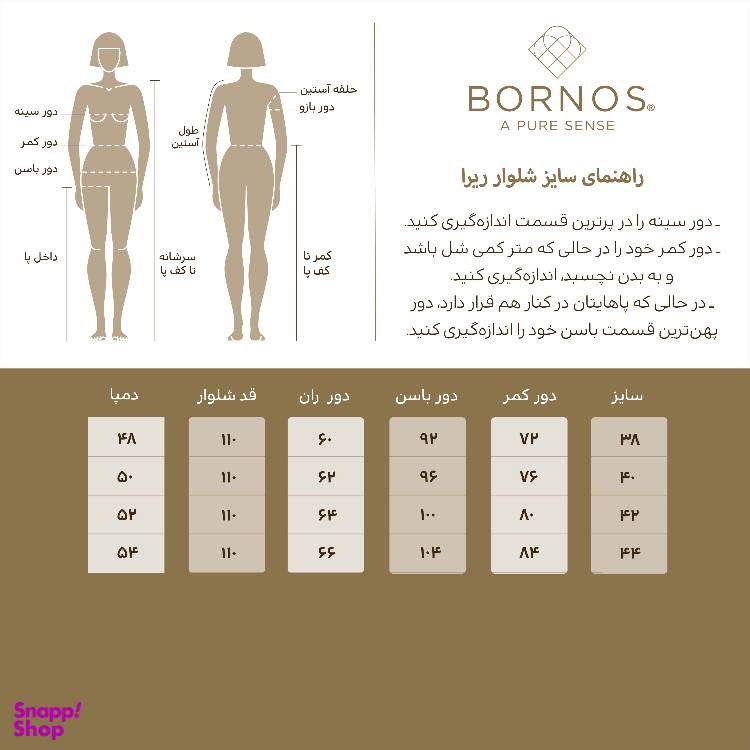 BORNOS®
A PURE SENSE
راهنمای سایز شلوار ریرا
ـ دور سینه را در پرترین قسمت اندازه‌گیری کنید.
ـ دور کمر خود را در حالی که متر کمی شل باشد
و به بدن نچسبد، اندازه‌گیری کنید.
ـ در حالی که پاهایتان در کنار هم قرار دارد، دور
پهن‌ترین قسمت باسن خود را اندازه‌گیری کنید.
حلقه آستین
دور بازو
طول
آستین
کمر تا
کف پا
دور سینه
دور کمر
دور باسن
داخل پا
سرشانه
تا کف پا
سایز دور کمر دور باسن دور ران قد شلوار دمپا
۳۸ ۷۲ ۹۲ ۶۰ ۱۱۰ ۴۸
۴۰ ۷۶ ۹۶ ۶۲ ۱۱۰ ۵۰
۴۲ ۸۰ ۱۰۰ ۶۴ ۱۱۰ ۵۲
۴۴ ۸۴ ۱۰۴ ۶۶ ۱۱۰ ۵۴
Snapp!
Shop